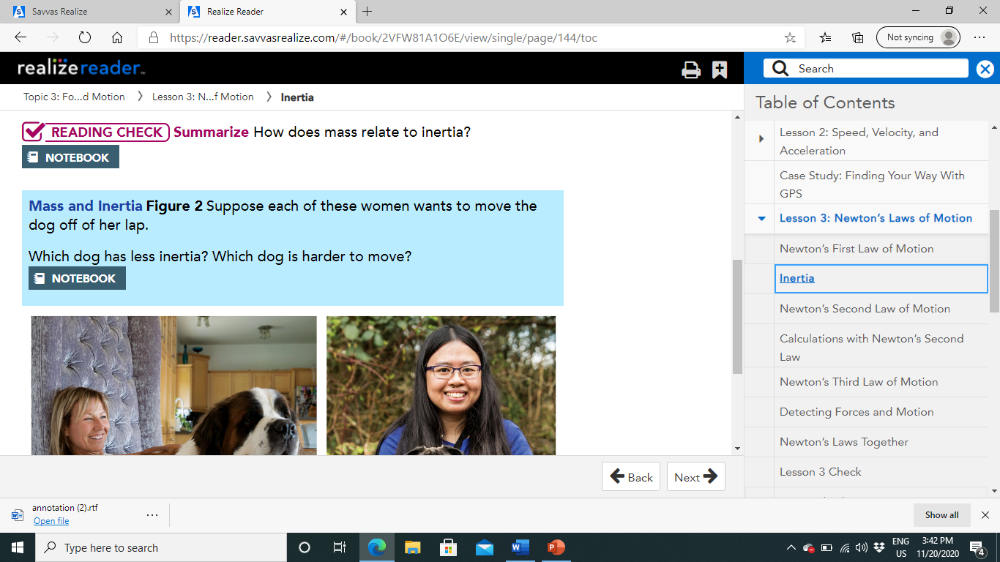 Savvas Realize
Realize Reader
https://reader.savvasrealize.com/#/book/2VFW81A1O6E/view/single/page/144/toc
Not syncing
realizereader™
Search
Topic 3: Fo...d Motion > Lesson 3: N...f Motion > Inertia
READING CHECK Summarize How does mass relate to inertia?
NOTEBOOK
Mass and Inertia Figure 2 Suppose each of these women wants to move the
dog off of her lap.
Which dog has less inertia? Which dog is harder to move?
NOTEBOOK
Back
Next
Table of Contents
Lesson 2: Speed, Velocity, and
Acceleration
Case Study: Finding Your Way With
GPS
Lesson 3: Newton's Laws of Motion
Newton's First Law of Motion
Inertia
Newton's Second Law of Motion
Calculations with Newton's Second
Law
Newton's Third Law of Motion
Detecting Forces and Motion
Newton's Laws Together
Lesson 3 Check
annotation (2).rtf
Open file
Show all
Type here to search
ENG
US
3:42 PM
11/20/2020
4